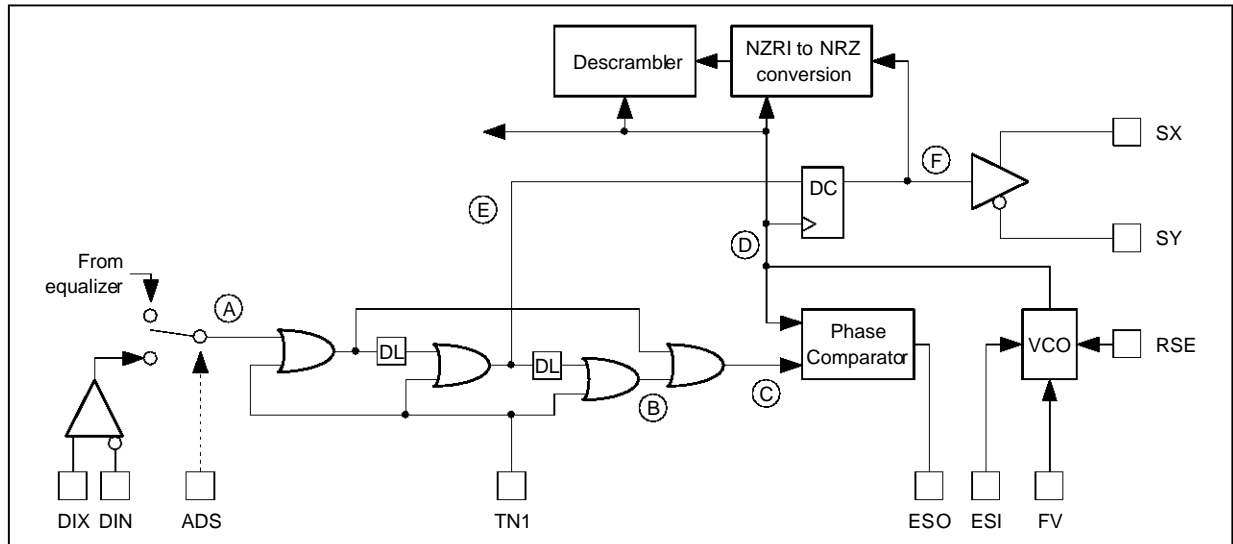 Descrambler
NZRI to NRZ
conversion
SX
F
DC
E
SY
D
From
equalizer
A
DL
DL
Phase
Comparator
VCO
RSE
B
C
DIX DIN ADS TN1 ESO ESI FV